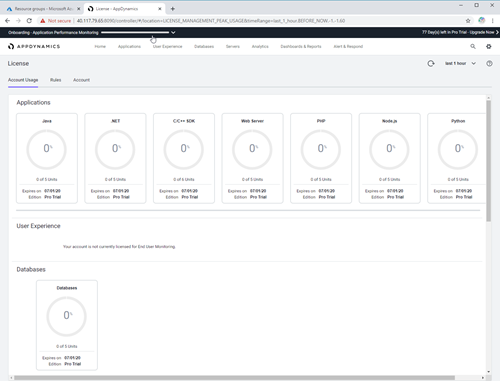 Resource groups - Microsoft Azu
License - AppDynamics
Not secure
40.117.79.65:8090/controller/#/location=LICENSE_MANAGEMENT_PEAK_USAGE&timeRange=last_1_hour.BEFORE_NOW.-1.-1.60
Onboarding - Application Performance Monitoring
77 Day(s) left in Pro Trial - Upgrade Now
APPDYNAMICS
Home Applications User Experience Databases Servers Analytics Dashboards & Reports Alert & Respond
License
last 1 hour
Account Usage Rules Account
Applications
Java .NET C/C++ SDK Web Server PHP Node.js Python
0% 0% 0% 0% 0% 0% 0%
0 of 5 Units 0 of 5 Units 0 of 5 Units 0 of 5 Units 0 of 5 Units 0 of 5 Units 0 of 5 Units
Expires on 07/01/20 Expires on 07/01/20 Expires on 07/01/20 Expires on 07/01/20 Expires on 07/01/20 Expires on 07/01/20 Expires on 07/01/20
Edition Pro Trial Edition Pro Trial Edition Pro Trial Edition Pro Trial Edition Pro Trial Edition Pro Trial Edition Pro Trial
User Experience
Your account is not currently licensed for End User Monitoring.
Databases
Databases
0%
0 of 5 Units
Expires on 07/01/20
Edition Pro Trial